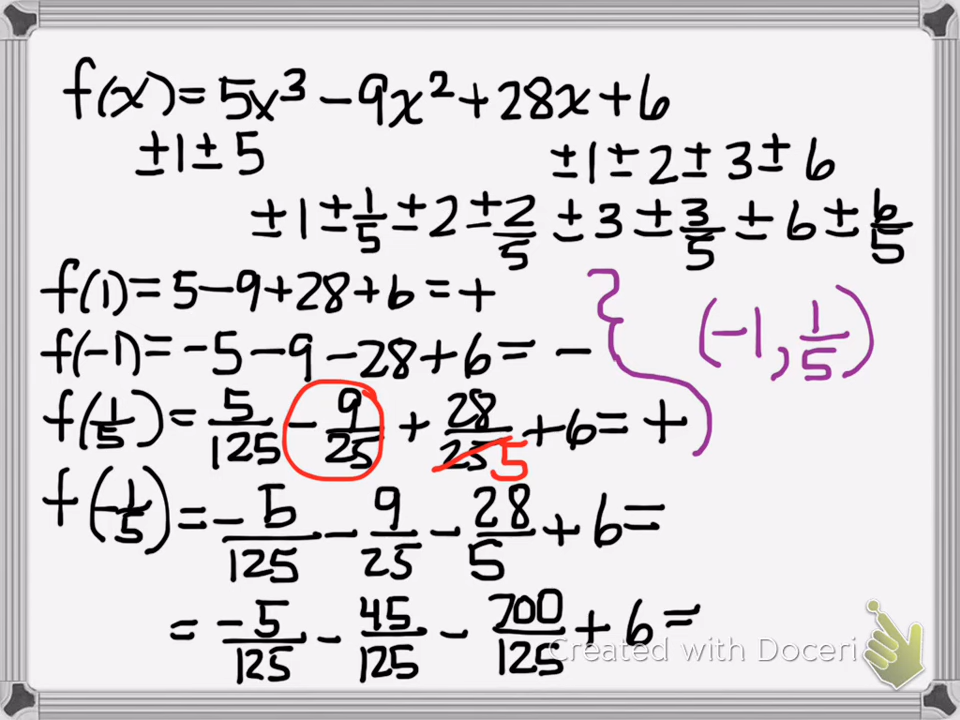 f(x) = 5x³ - 9x² + 28x + 6
±1 ± 5 ±1 ± 2 ± 3 ± 6
±1 ± 1/5 ± 2 ± 2/5 ± 3 ± 3/5 ± 6 ± 6/5
f(1) = 5 - 9 + 28 + 6 = +
f(-1) = -5 - 9 - 28 + 6 = -
(-1, 1/5)
f(1/5) = 5/125 - 9/25 + 28/25 5 + 6 = +
f(-1/5) = -5/125 - 9/25 - 28/5 + 6 =
= -5/125 - 45/125 - 700/125 + 6 =
Created with Doceri